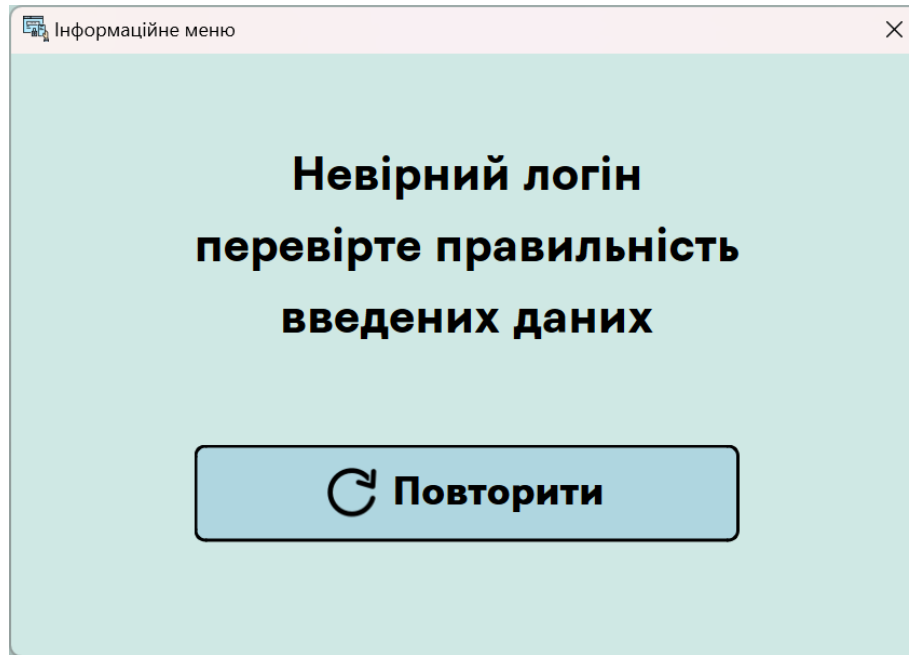 Інформаційне меню
Невірний логін
перевірте правильність
введених даних
Повторити